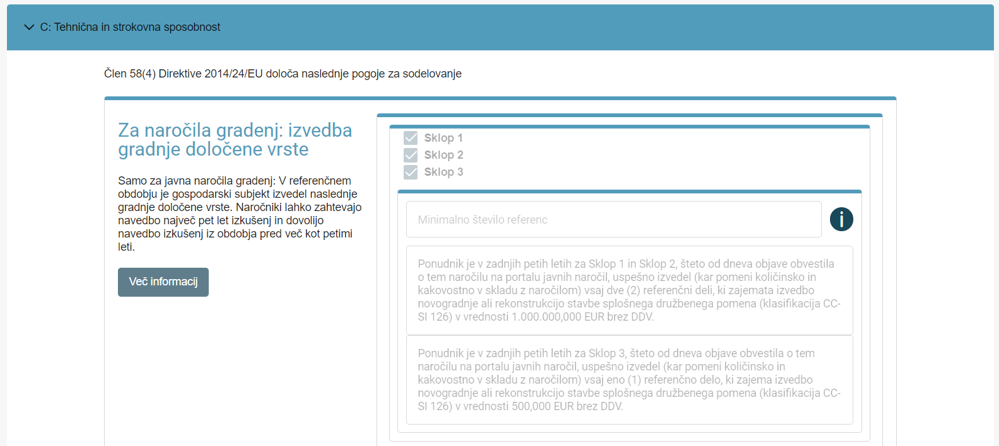 C: Tehnična in strokovna sposobnost
Člen 58(4) Direktive 2014/24/EU določa naslednje pogoje za sodelovanje
Za naročila gradenj: izvedba
gradnje določene vrste
Samo za javna naročila gradenj: V referenčnem
obdobju je gospodarski subjekt izvedel naslednje
gradnje določene vrste. Naročniki lahko zahtevajo
navedbo največ pet let izkušenj in dovolijo
navedbo izkušenj iz obdobja pred več kot petimi
leti.
Več informacij
Sklop 1
Sklop 2
Sklop 3
Minimalno število referenc
i
Ponudnik je v zadnjih petih letih za Sklop 1 in Sklop 2, šteto od dneva objave obvestila
o tem naročilu na portalu javnih naročil, uspešno izvedel (kar pomeni količinsko in
kakovostno v skladu z naročilom) vsaj dve (2) referenčni deli, ki zajemata izvedbo
novogradnje ali rekonstrukcijo stavbe splošnega družbenega pomena (klasifikacija CC-
SI 126) v vrednosti 1.000.000,000 EUR brez DDV.
Ponudnik je v zadnjih petih letih za Sklop 3, šteto od dneva objave obvestila o tem
naročilu na portalu javnih naročil, uspešno izvedel (kar pomeni količinsko in
kakovostno v skladu z naročilom) vsaj eno (1) referenčno delo, ki zajema izvedbo
novogradnje ali rekonstrukcijo stavbe splošnega družbenega pomena (klasifikacija CC-
SI 126) v vrednosti 500,000 EUR brez DDV.